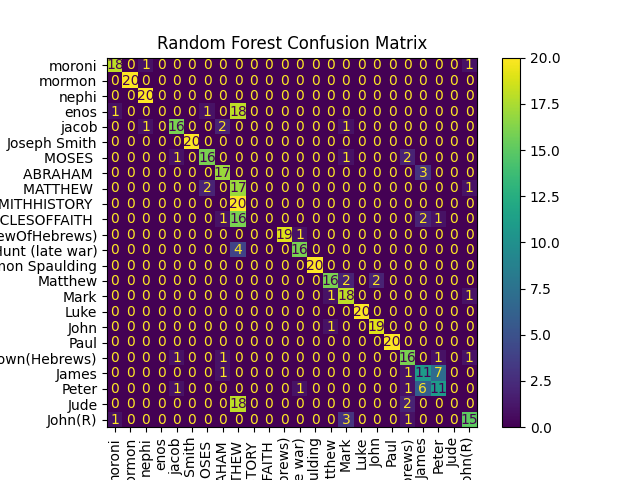 Random Forest Confusion Matrix
moroni 18 0 1 0 0 0 0 0 0 0 0 0 0 0 0 0 0 0 0 0 0 0 0 1
mormon 0 20 0 0 0 0 0 0 0 0 0 0 0 0 0 0 0 0 0 0 0 0 0 0
nephi 0 0 20 0 0 0 0 0 0 0 0 0 0 0 0 0 0 0 0 0 0 0 0 0
enos 1 0 0 0 0 0 1 0 18 0 0 0 0 0 0 0 0 0 0 0 0 0 0 0
jacob 0 0 1 0 16 0 0 2 0 0 0 0 0 0 0 1 0 0 0 0 0 0 0 0
Joseph Smith 0 0 0 0 0 20 0 0 0 0 0 0 0 0 0 0 0 0 0 0 0 0 0 0
MOSES 0 0 0 0 1 0 16 0 0 0 0 0 0 0 0 1 0 0 0 2 0 0 0 0
ABRAHAM 0 0 0 0 0 0 0 17 0 0 0 0 0 0 0 0 0 0 0 0 3 0 0 0
MATTHEW 0 0 0 0 0 0 2 0 17 0 0 0 0 0 0 0 0 0 0 0 0 0 0 1
MITHHISTORY 0 0 0 0 0 0 0 0 20 0 0 0 0 0 0 0 0 0 0 0 0 0 0 0
CLESOFFAITH 0 0 0 0 0 0 0 1 16 0 0 0 0 0 0 0 0 0 0 0 2 1 0 0
ewOfHebrews) 0 0 0 0 0 0 0 0 0 0 0 19 1 0 0 0 0 0 0 0 0 0 0 0
Hunt (late war) 0 0 0 0 0 0 0 0 4 0 0 0 16 0 0 0 0 0 0 0 0 0 0 0
on Spaulding 0 0 0 0 0 0 0 0 0 0 0 0 0 20 0 0 0 0 0 0 0 0 0 0
Matthew 0 0 0 0 0 0 0 0 0 0 0 0 0 0 16 2 0 2 0 0 0 0 0 0
Mark 0 0 0 0 0 0 0 0 0 0 0 0 0 0 1 18 0 0 0 0 0 0 0 1
Luke 0 0 0 0 0 0 0 0 0 0 0 0 0 0 0 0 20 0 0 0 0 0 0 0
John 0 0 0 0 0 0 0 0 0 0 0 0 0 0 1 0 0 19 0 0 0 0 0 0
Paul 0 0 0 0 0 0 0 0 0 0 0 0 0 0 0 0 0 0 20 0 0 0 0 0
own(Hebrews) 0 0 0 0 1 0 0 1 0 0 0 0 0 0 0 0 0 0 0 16 0 1 0 1
James 0 0 0 0 0 0 0 1 0 0 0 0 0 0 0 0 0 0 0 1 11 7 0 0
Peter 0 0 0 0 1 0 0 0 0 0 0 0 1 0 0 0 0 0 0 1 6 11 0 0
Jude 0 0 0 0 0 0 0 0 18 0 0 0 0 0 0 0 0 0 0 2 0 0 0 0
John(R) 1 0 0 0 0 0 0 0 0 0 0 0 0 0 0 3 0 0 0 1 0 0 0 15
oroni
ormon
nephi
enos
jacob
Smith
OSES
AHAM
THEW
TORY
FAITH
brews)
e war)
ulding
tthew
Mark
Luke
John
Paul
brews)
James
Peter
Jude
ohn(R)
20.0
17.5
15.0
12.5
10.0
7.5
5.0
2.5
0.0